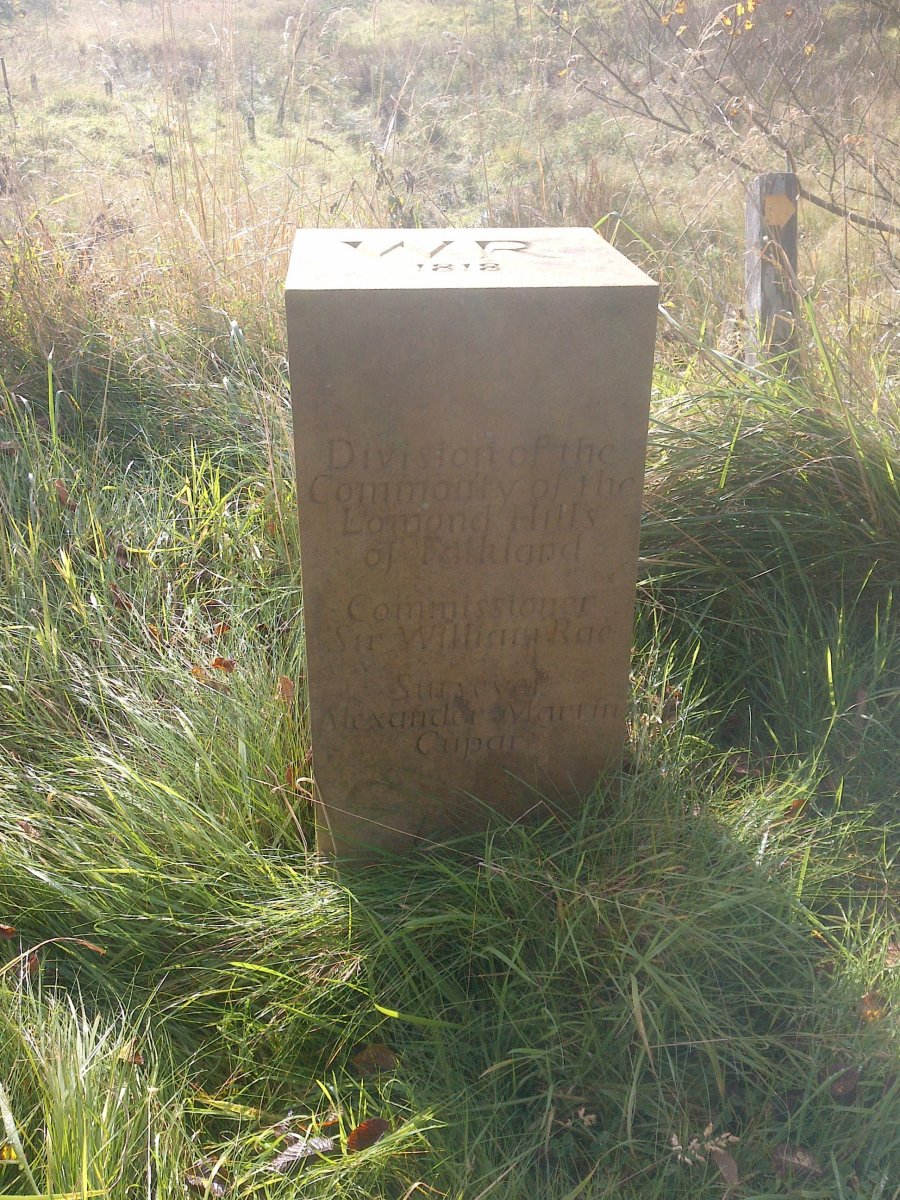 WR
1818
Division of the
Commonty of the
Lomond Hills
of Falkland
Commissioner
Sir William Rae
Surveyor
Alexander Martin
Cupar